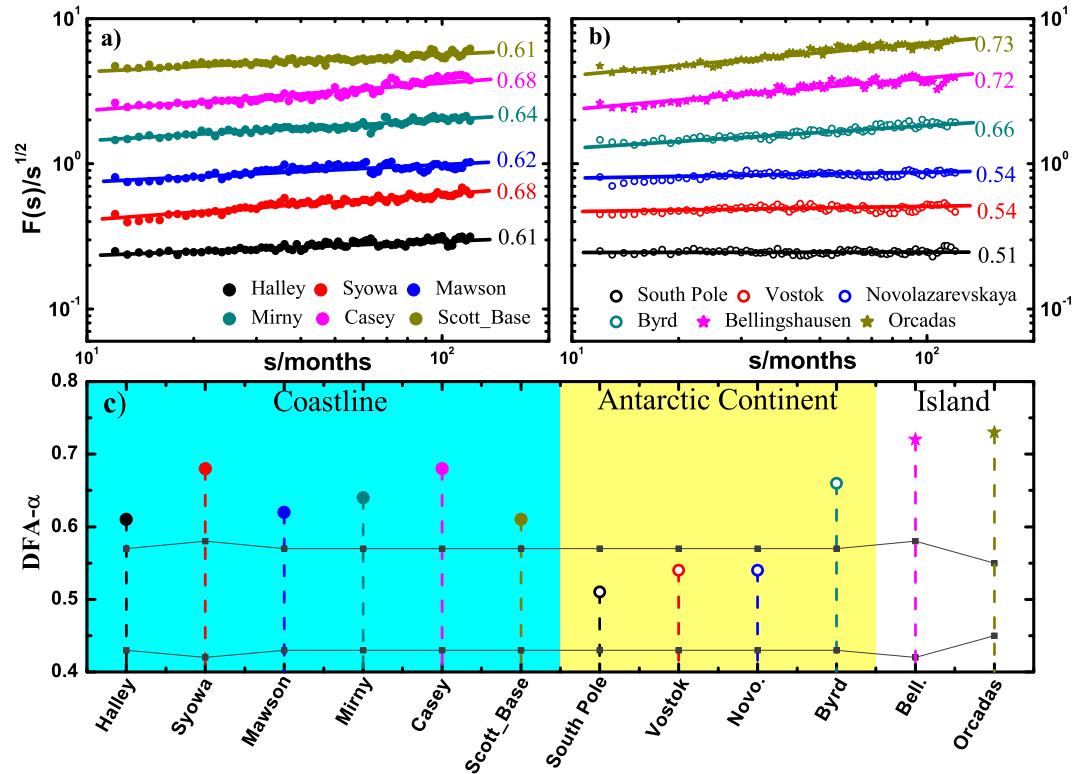 a)
b)
F(s)/s^{1/2}
10^1
10^0
10^{-1}
10^1
10^0
10^{-1}
0.61
0.68
0.64
0.62
0.68
0.61
0.73
0.72
0.66
0.54
0.54
0.51
Halley Syowa Mawson
Mirny Casey Scott_Base
South Pole Vostok Novolazarevskaya
Byrd Bellingshausen Orcadas
10^1 s/months 10^2
10^1 s/months 10^2
c) Coastline Antarctic Continent Island
DFA-α
0.8
0.7
0.6
0.5
0.4
Halley
Syowa
Mawson
Mirny
Casey
Scott_Base
South Pole
Vostok
Novo.
Byrd
Bell.
Orcadas